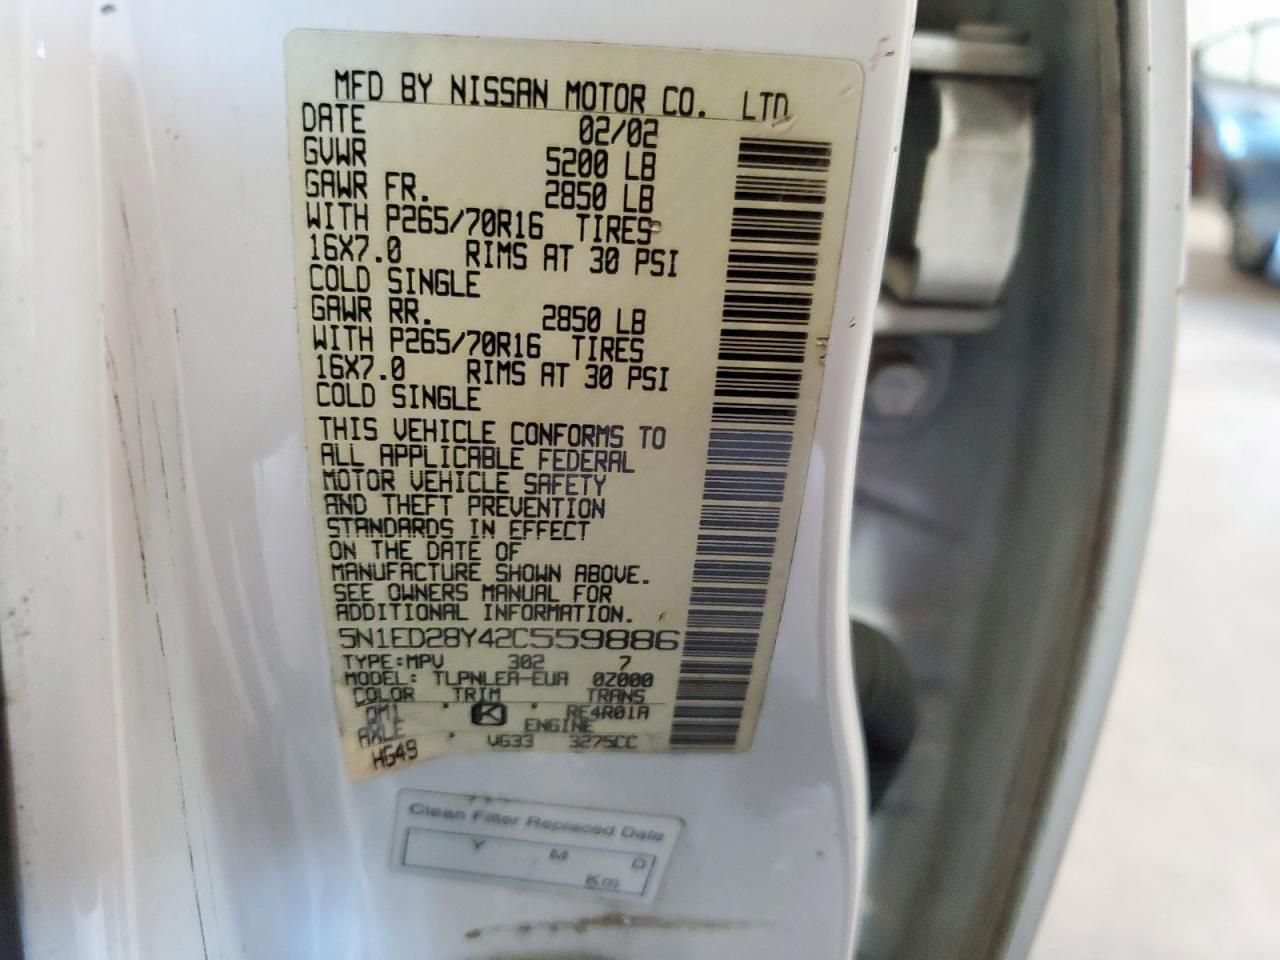 MFD BY NISSAN MOTOR CO. LTD
DATE 02/02
GVWR 5200 LB
GAWR FR. 2850 LB
WITH P265/70R16 TIRES
16X7.0 RIMS AT 30 PSI
COLD SINGLE
GAWR RR. 2850 LB
WITH P265/70R16 TIRES
16X7.0 RIMS AT 30 PSI
COLD SINGLE
THIS VEHICLE CONFORMS TO
ALL APPLICABLE FEDERAL
MOTOR VEHICLE SAFETY
AND THEFT PREVENTION
STANDARDS IN EFFECT
ON THE DATE OF
MANUFACTURE SHOWN ABOVE.
SEE OWNERS MANUAL FOR
ADDITIONAL INFORMATION.
5N1ED28Y42C559886
TYPE:MPV 302 7
MODEL: TLPNLEA-EUA 0Z000
COLOR TRIM TRANS
QM1 * K * RE4R01A
AXLE ENGINE
HG49 * VG33 3275CC
Clean Filter Replaced Date
Y M D
Km